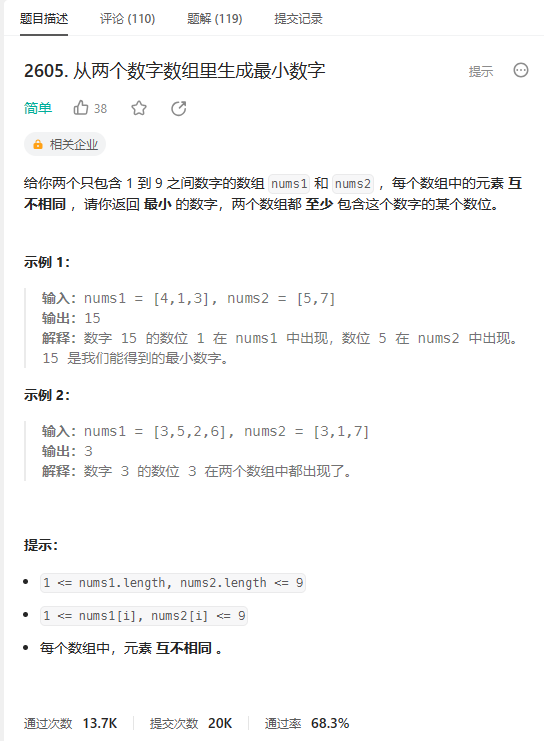 题目描述 评论 (110) 题解 (119) 提交记录
2605. 从两个数字数组里生成最小数字 提示
简单 38
相关企业
给你两个只包含 1 到 9 之间数字的数组 nums1 和 nums2 ，每个数组中的元素 互
不相同 ，请你返回 最小 的数字，两个数组都 至少 包含这个数字的某个数位。
示例 1：
输入：nums1 = [4,1,3], nums2 = [5,7]
输出：15
解释：数字 15 的数位 1 在 nums1 中出现，数位 5 在 nums2 中出现。
15 是我们能得到的最小数字。
示例 2：
输入：nums1 = [3,5,2,6], nums2 = [3,1,7]
输出：3
解释：数字 3 的数位 3 在两个数组中都出现了。
提示：
1 <= nums1.length, nums2.length <= 9
1 <= nums1[i], nums2[i] <= 9
每个数组中，元素 互不相同 。
通过次数 13.7K 提交次数 20K 通过率 68.3%